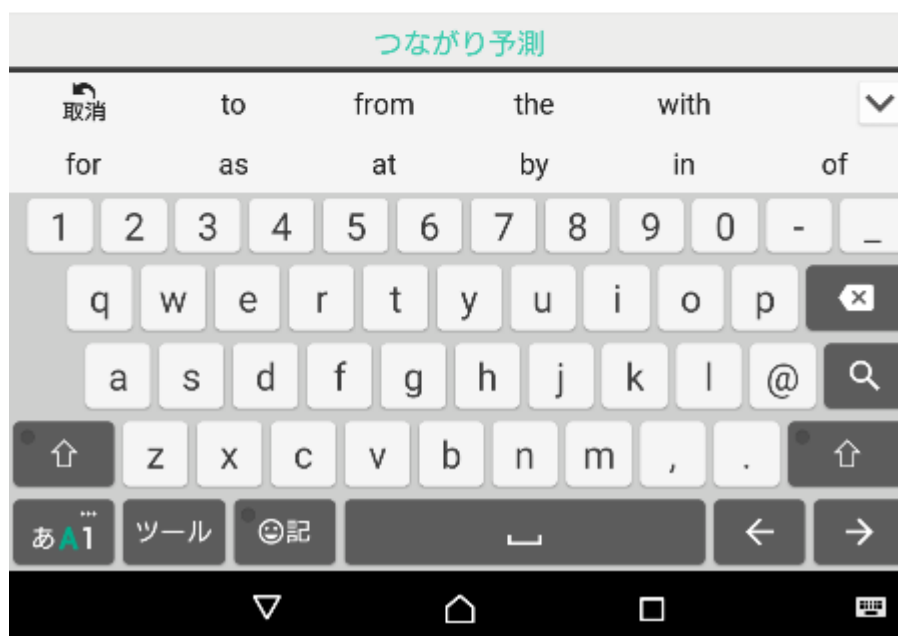 つながり予測
取消 to from the with
for as at by in of
1 2 3 4 5 6 7 8 9 0 - _
q w e r t y u i o p
a s d f g h j k l @
z x c v b n m , .
あA1 ツール 記